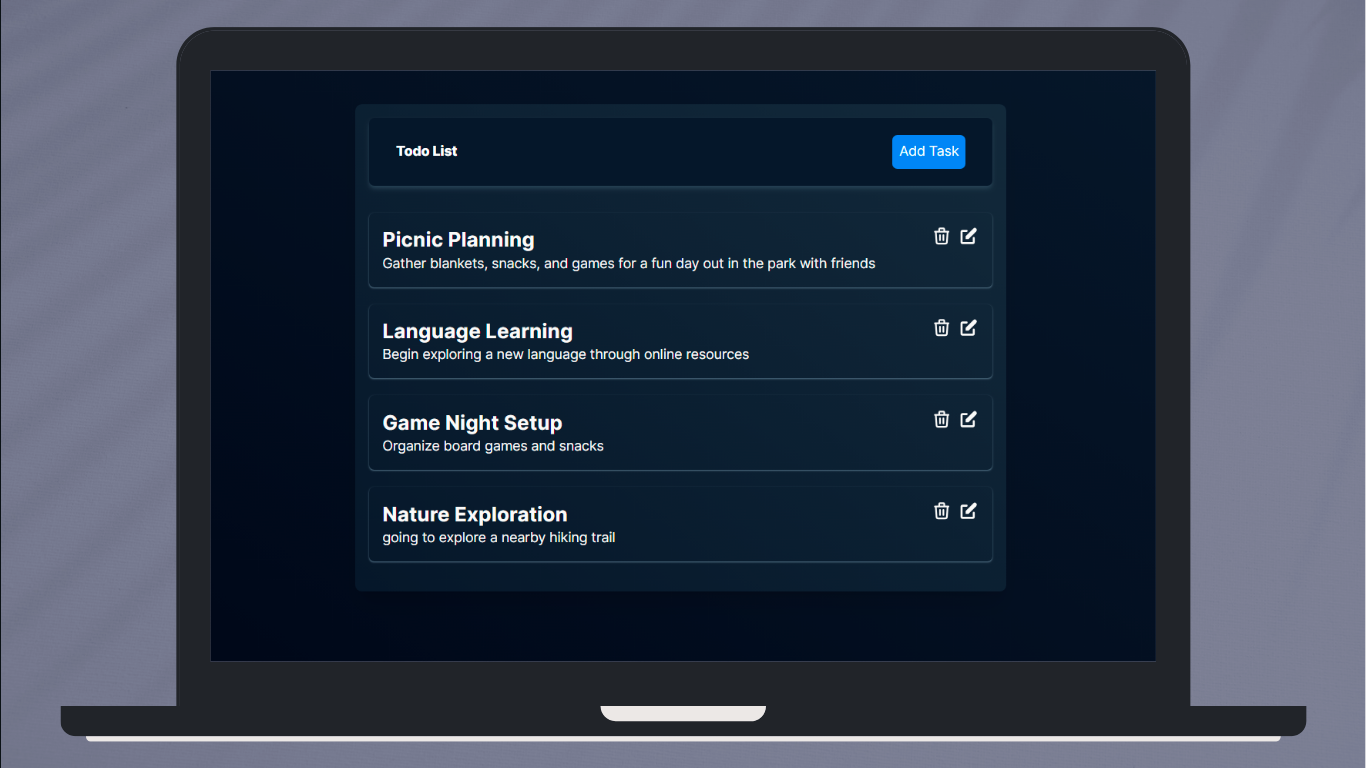 Todo List
Add Task
Picnic Planning
Gather blankets, snacks, and games for a fun day out in the park with friends
Language Learning
Begin exploring a new language through online resources
Game Night Setup
Organize board games and snacks
Nature Exploration
going to explore a nearby hiking trail